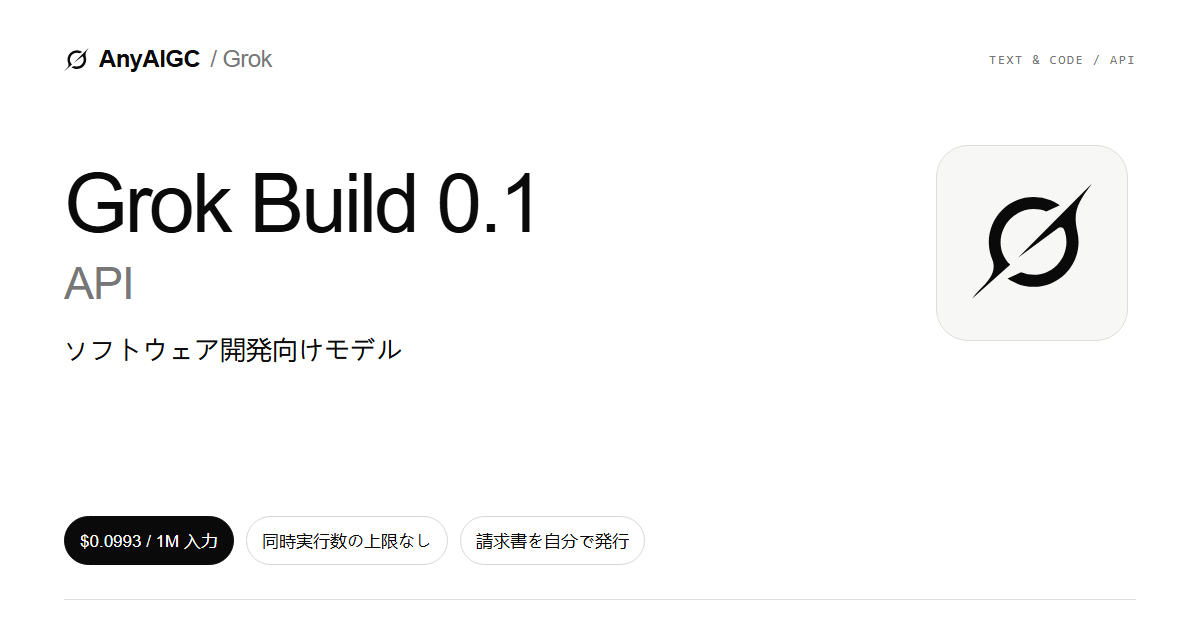 AnyAIGC / Grok
TEXT & CODE / API
Grok Build 0.1
API
ソフトウェア開発向けモデル
$0.0993 / 1M 入力
同時実行数の上限なし
請求書を自分で発行